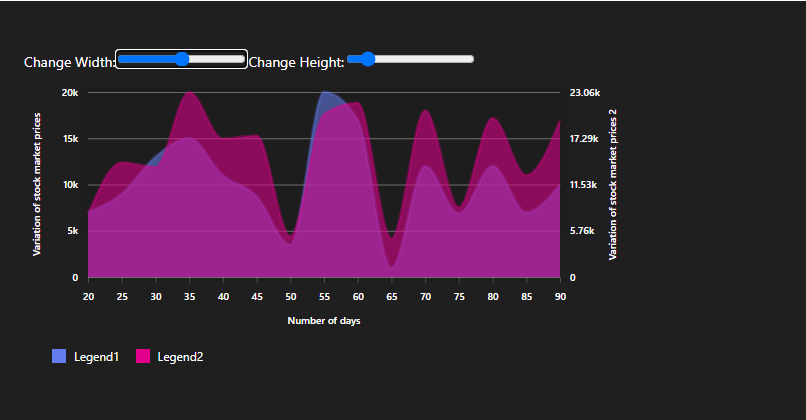 Change Width: Change Height:
20k 23.06k
15k 17.29k
10k 11.53k
5k 5.76k
0 0
Variation of stock market prices
Variation of stock market prices 2
20 25 30 35 40 45 50 55 60 65 70 75 80 85 90
Number of days
Legend1 Legend2